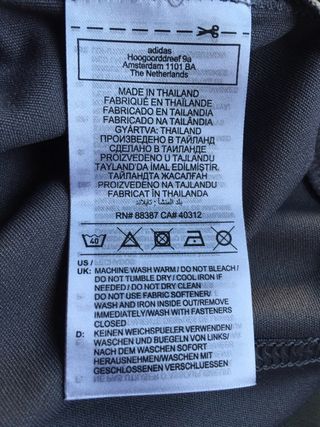 adidas
Hoogoorddreef 9a
Amsterdam 1101 BA
The Netherlands
MADE IN THAILAND
FABRIQUÉ EN THAÏLANDE
FABRICADO EN TAILANDIA
FABRICADO NA TAILÂNDIA
GYÁRTVA: THAILAND
ПРОИЗВЕДЕНО В ТАЙЛАНД
СДЕЛАНО В ТАИЛАНДЕ
PROIZVEDENO U TAJLANDU
TAYLAND'DA İMAL EDİLMİŞTİR.
ТАЙЛАНДТА ЖАСАЛҒАН
PROIZVEDENO NA TAJLANDU
FABRICAT ÎN THAILANDA
بلد المنشأ : تايلاند
RN# 88387 CA# 40312
40
US /
UK: MACHINE WASH WARM / DO NOT BLEACH /
DO NOT TUMBLE DRY / COOL IRON IF
NEEDED / DO NOT DRY CLEAN
DO NOT USE FABRIC SOFTENER/
WASH AND IRON INSIDE OUT/REMOVE
IMMEDIATELY/WASH WITH FASTENERS
CLOSED
D: KEINEN WEICHSPUELER VERWENDEN/
WASCHEN UND BUEGELN VON LINKS/
NACH DEM WASCHEN SOFORT
HERAUSNEHMEN/WASCHEN MIT
GESCHLOSSENEN VERSCHLUESSEN